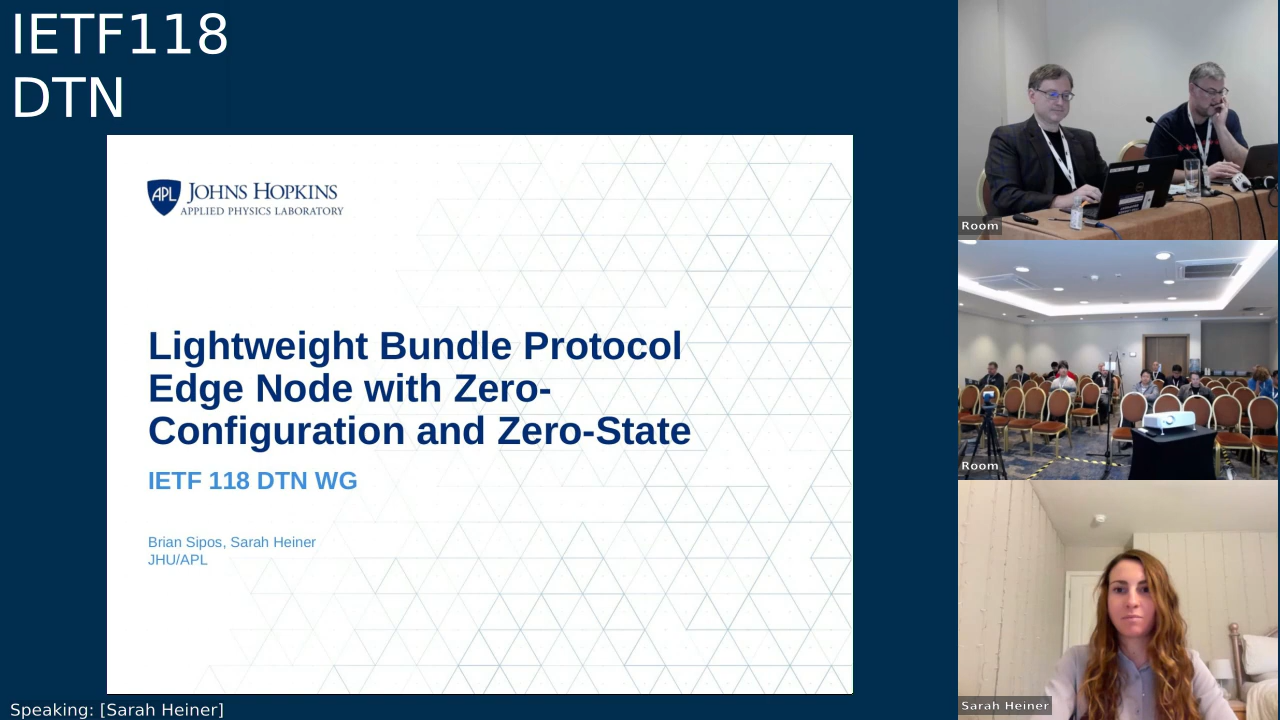 IETF118
DTN
APL JOHNS HOPKINS
APPLIED PHYSICS LABORATORY
Lightweight Bundle Protocol
Edge Node with Zero-
Configuration and Zero-State
IETF 118 DTN WG
Brian Sipos, Sarah Heiner
JHU/APL
Room
Room
Sarah Heiner
Speaking: [Sarah Heiner]